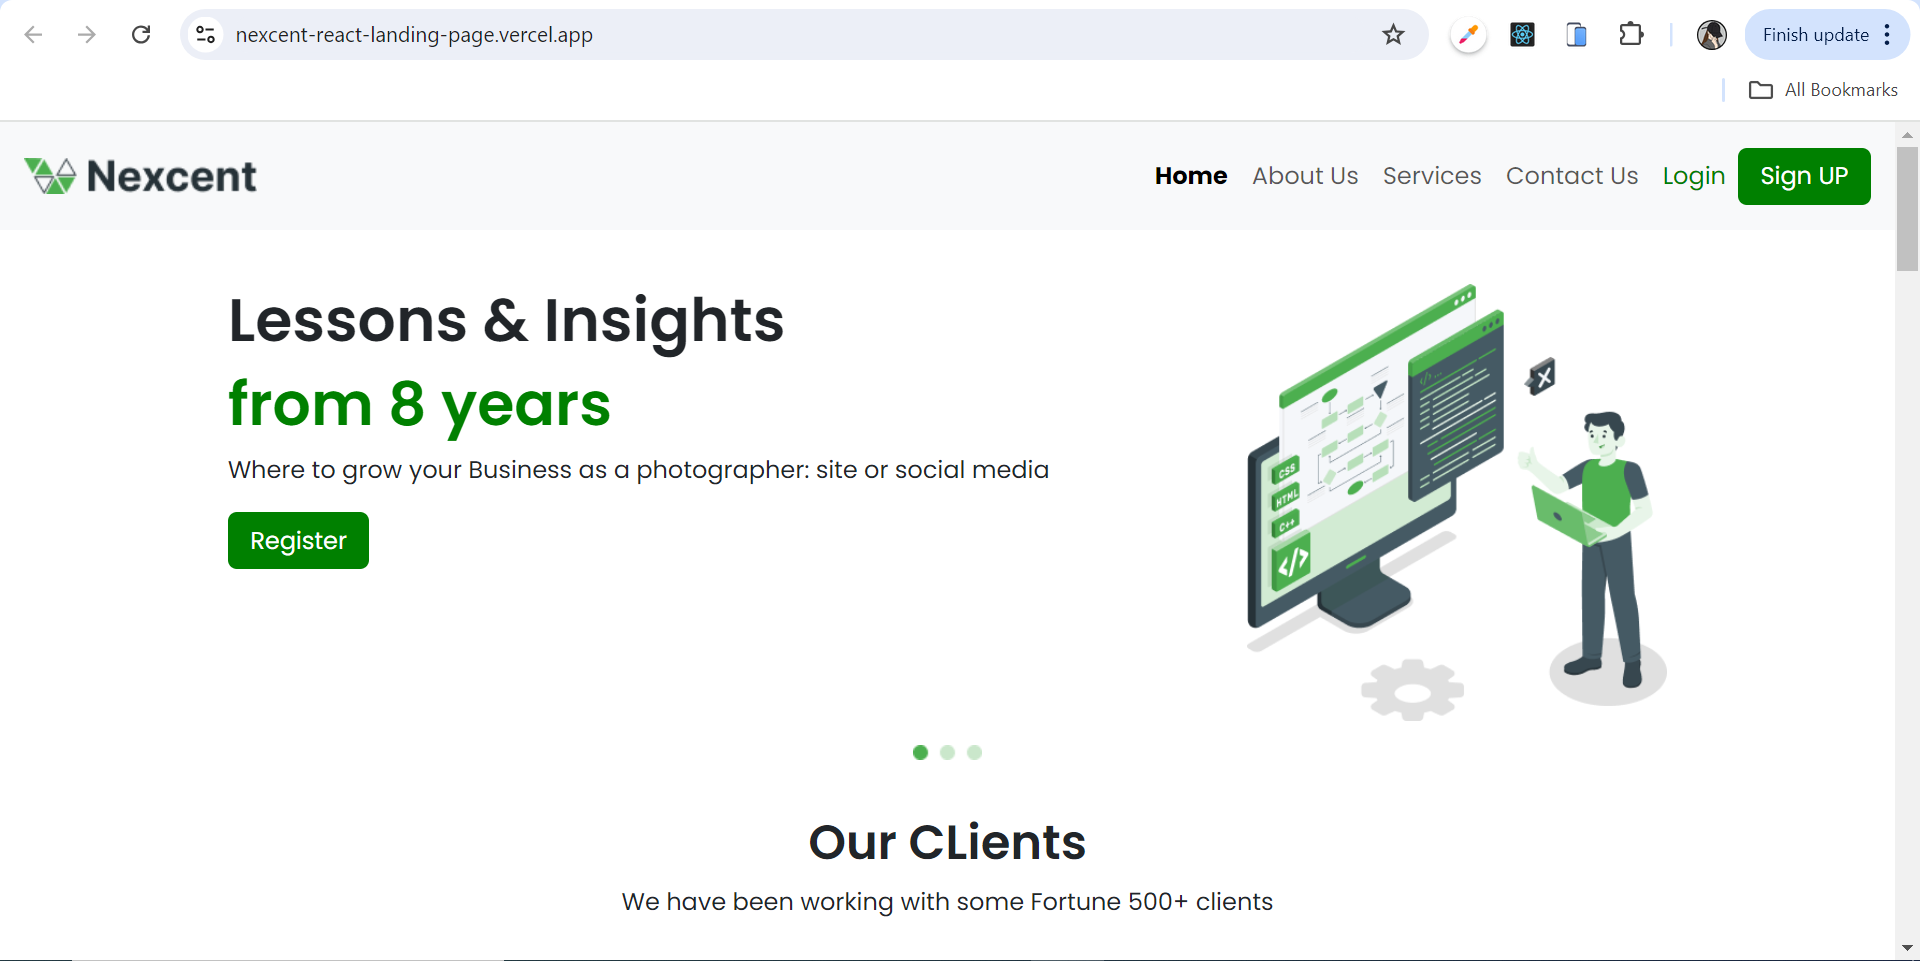 nexcent-react-landing-page.vercel.app
Finish update
All Bookmarks
Nexcent
Home About Us Services Contact Us Login Sign UP
Lessons & Insights
from 8 years
Where to grow your Business as a photographer: site or social media
Register
CSS
HTML
C++
</>
X
Our CLients
We have been working with some Fortune 500+ clients